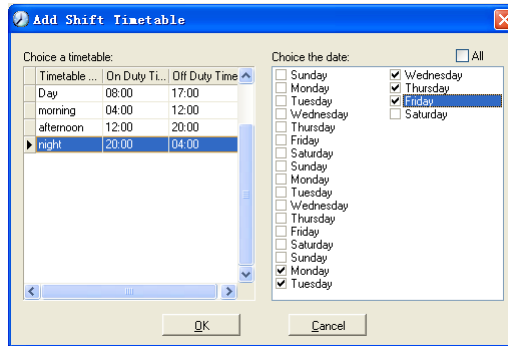 Add Shift Timetable
Choice a timetable:
Timetable ... On Duty Ti... Off Duty Time
Day 08:00 17:00
morning 04:00 12:00
afternoon 12:00 20:00
night 20:00 04:00
Choice the date:
All
Sunday
Monday
Tuesday
Wednesday
Thursday
Friday
Saturday
Sunday
Monday
Tuesday
Wednesday
Thursday
Friday
Saturday
Sunday
Monday
Tuesday
Wednesday
Thursday
Friday
Saturday
OK
Cancel